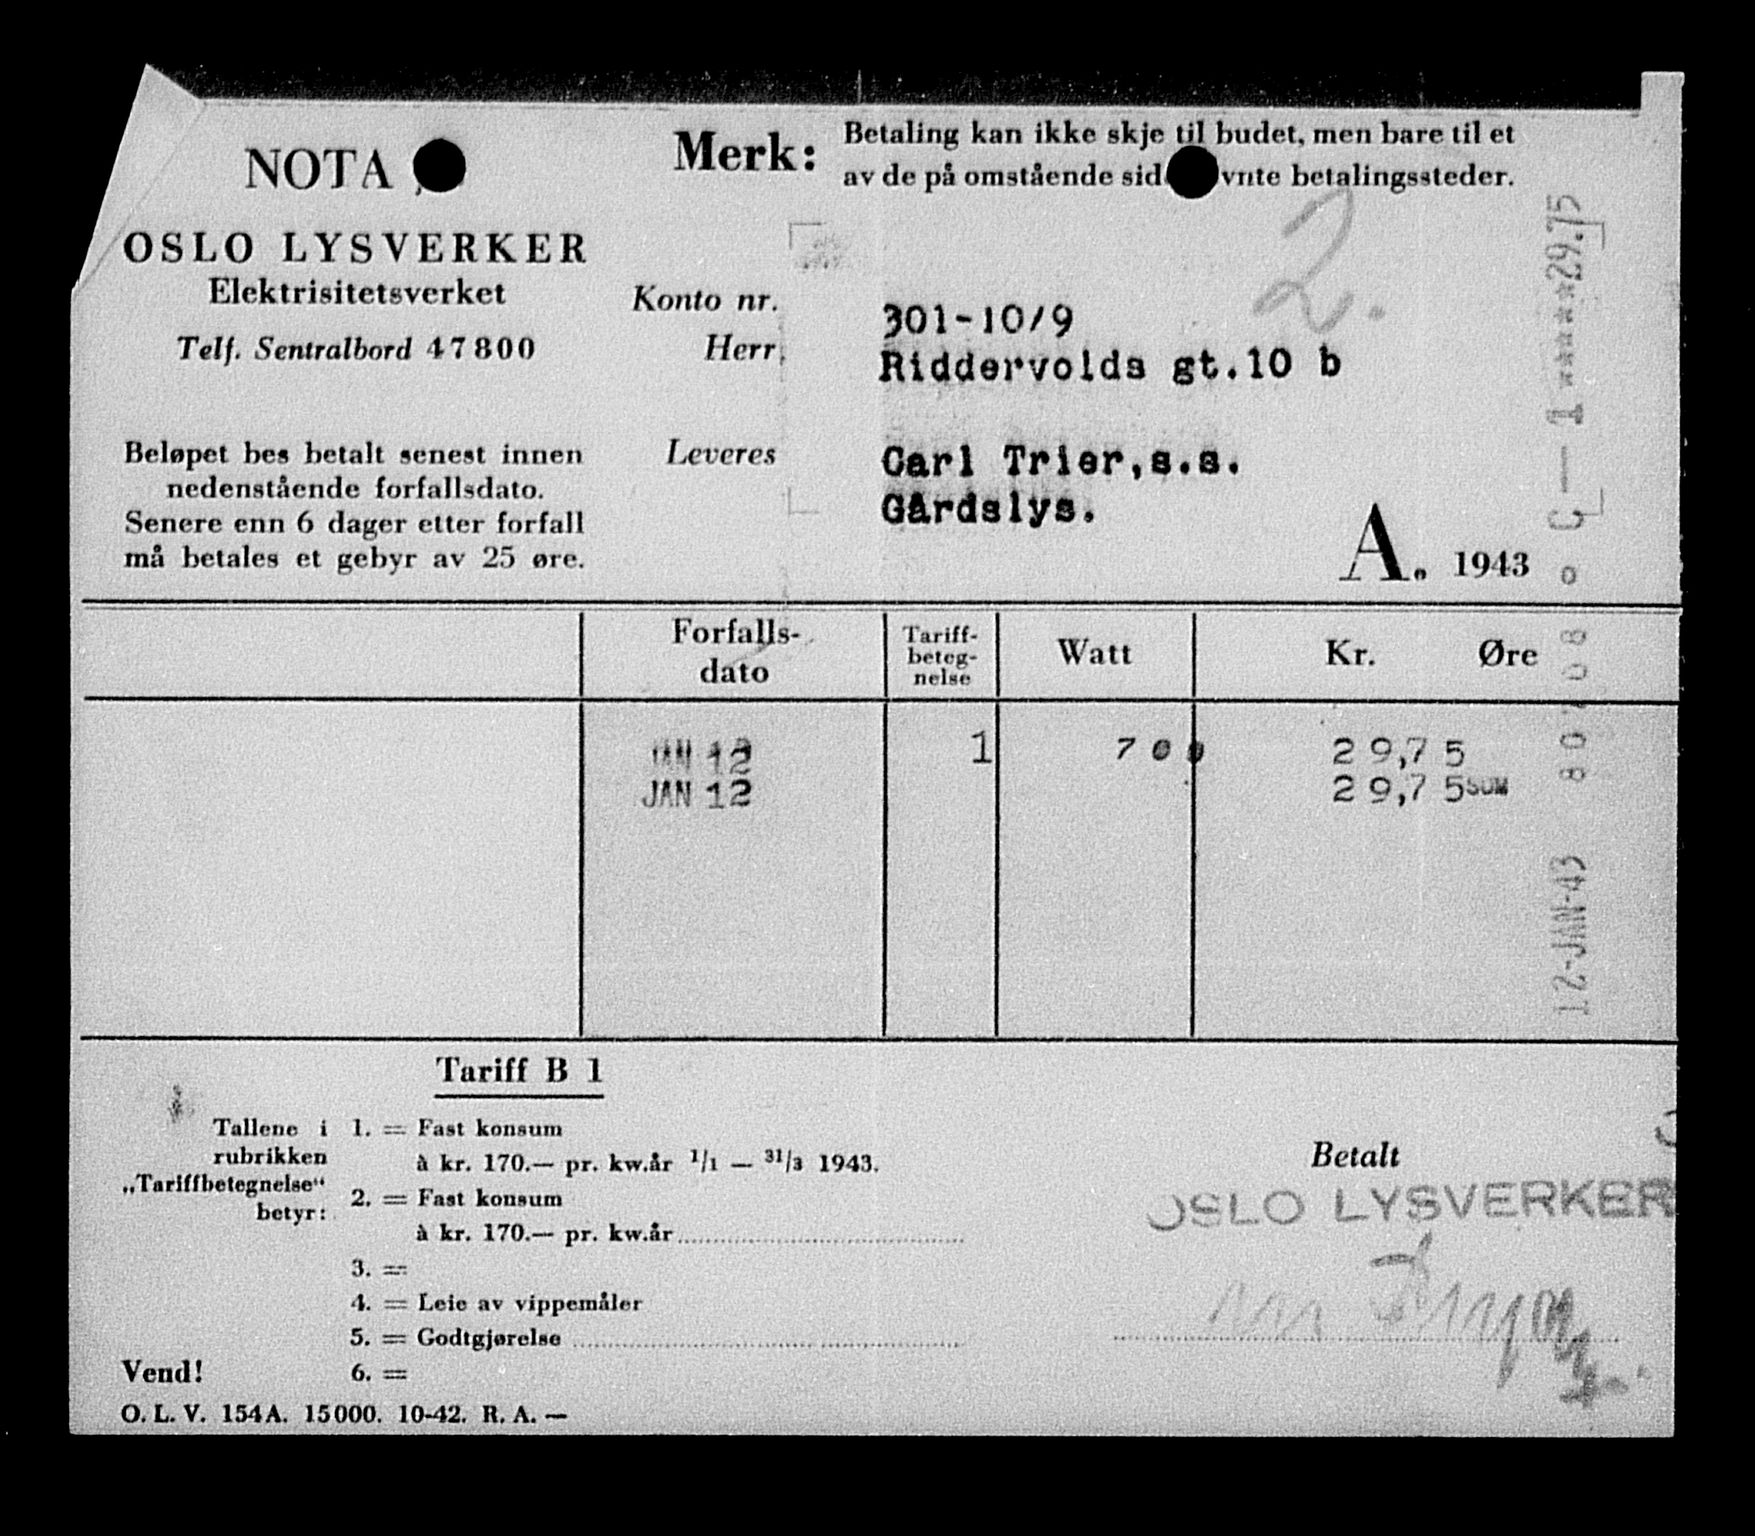 NOTA
Merk: Betaling kan ikke skje til budet, men bare til et
av de på omstående sid vnte betalingssteder.
2.
OSLO LYSVERKER
Elektrisitetsverket
Telf. Sentralbord 47800
Konto nr. 301-10/9
Herr Riddervolds gt.10 b
Beløpet bes betalt senest innen
nedenstående forfallsdato.
Senere enn 6 dager etter forfall
må betales et gebyr av 25 øre.
Leveres Carl Trier,s.s.
Gårdslys.
A. 1943
Forfalls-
dato
Tariff-
beteg-
nelse
Watt
Kr. Øre
JAN 12 1 700 29,75
JAN 12 29,75SUM
12-JAN-43 80708 o C — 1 *****29.75
Tariff B 1
Tallene i
rubrikken
„Tariffbetegnelse“
betyr:
1. = Fast konsum
à kr. 170.— pr. kw.år 1/1 — 31/3 1943.
2. = Fast konsum
à kr. 170.— pr. kw.år
3. =
4. = Leie av vippemåler
5. = Godtgjørelse
6. =
Betalt
OSLO LYSVERKER
Vend!
O. L. V. 154A. 15000. 10-42. R. A. —